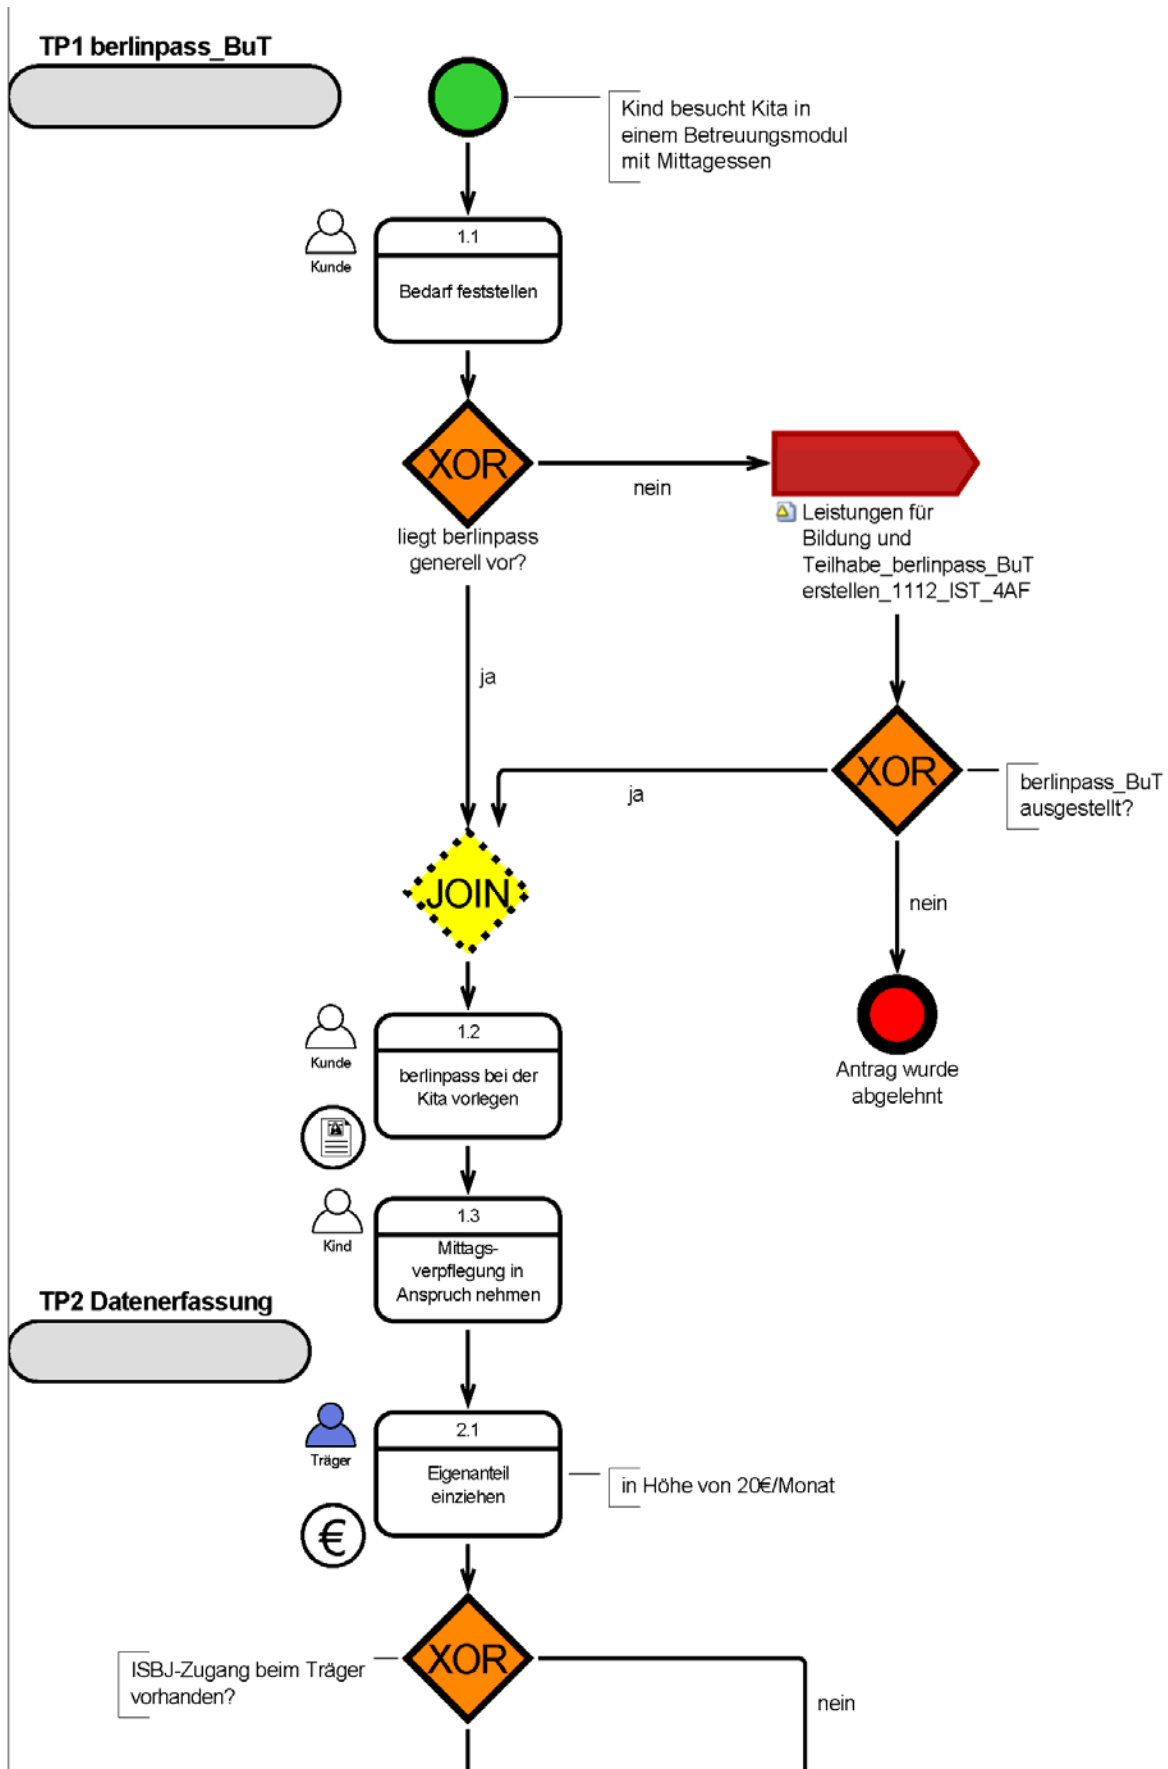 TP1 berlinpass_BuT
Kind besucht Kita in
einem Betreuungsmodul
mit Mittagessen
Kunde
1.1
Bedarf feststellen
XOR
liegt berlinpass
generell vor?
nein
Leistungen für
Bildung und
Teilhabe_berlinpass_BuT
erstellen_1112_IST_4AF
ja
XOR
berlinpass_BuT
ausgestellt?
ja
JOIN
nein
Antrag wurde
abgelehnt
Kunde
1.2
berlinpass bei der
Kita vorlegen
Kind
1.3
Mittags-
verpflegung in
Anspruch nehmen
TP2 Datenerfassung
Träger
2.1
Eigenanteil
einziehen
in Höhe von 20€/Monat
€
XOR
ISBJ-Zugang beim Träger
vorhanden?
nein